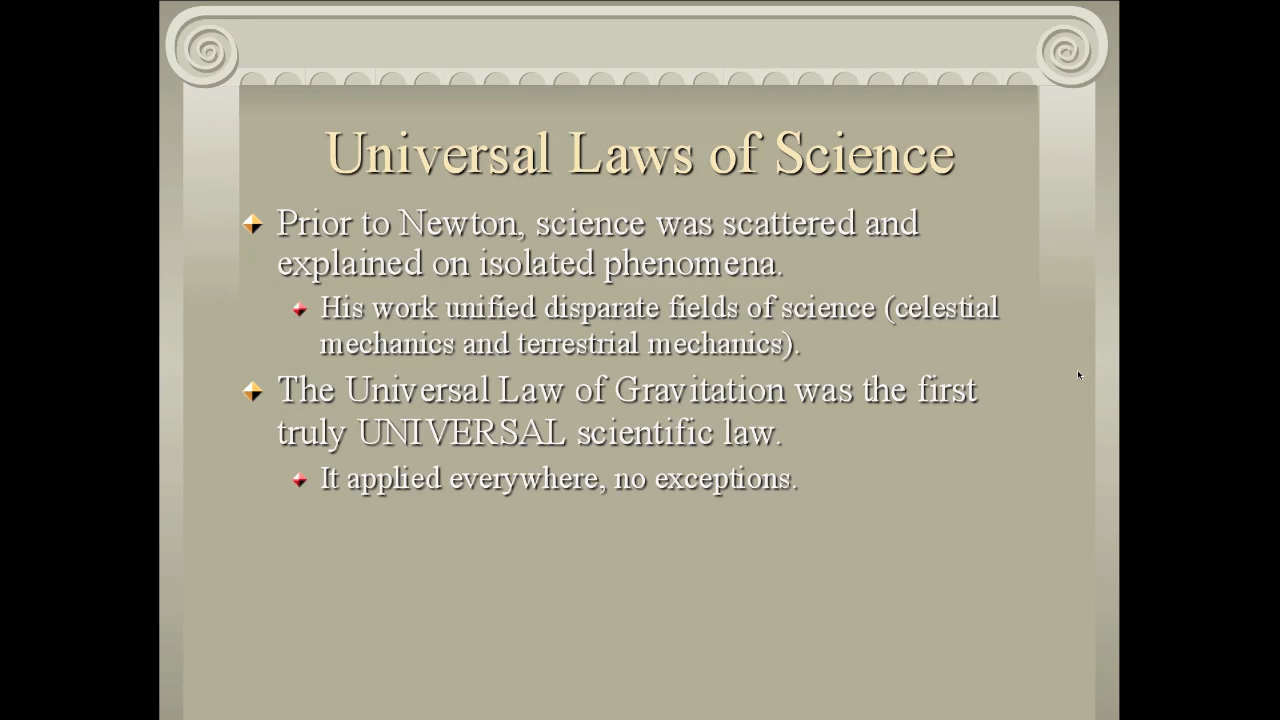 Universal Laws of Science
Prior to Newton, science was scattered and
explained on isolated phenomena.
His work unified disparate fields of science (celestial
mechanics and terrestrial mechanics).
The Universal Law of Gravitation was the first
truly UNIVERSAL scientific law.
It applied everywhere, no exceptions.